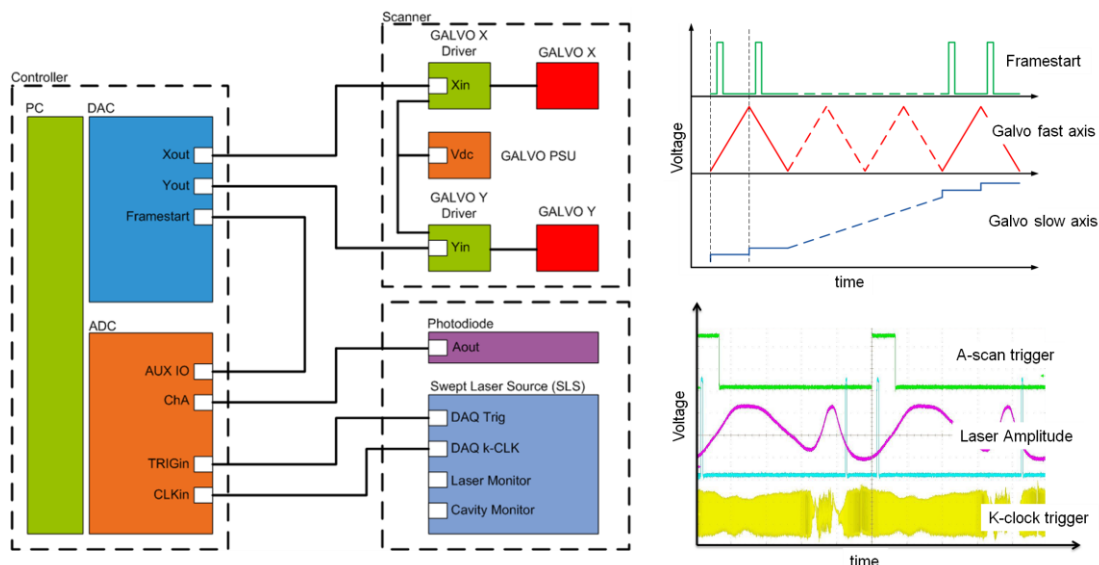 Controller
PC
DAC
Xout
Yout
Framestart
ADC
AUX IO
ChA
TRIGin
CLKin
Scanner
GALVO X
Driver
GALVO X
Xin
Vdc
GALVO PSU
GALVO Y
Driver
GALVO Y
Yin
Photodiode
Aout
Swept Laser Source (SLS)
DAQ Trig
DAQ k-CLK
Laser Monitor
Cavity Monitor
Voltage
Framestart
Galvo fast axis
Galvo slow axis
time
Voltage
A-scan trigger
Laser Amplitude
K-clock trigger
time